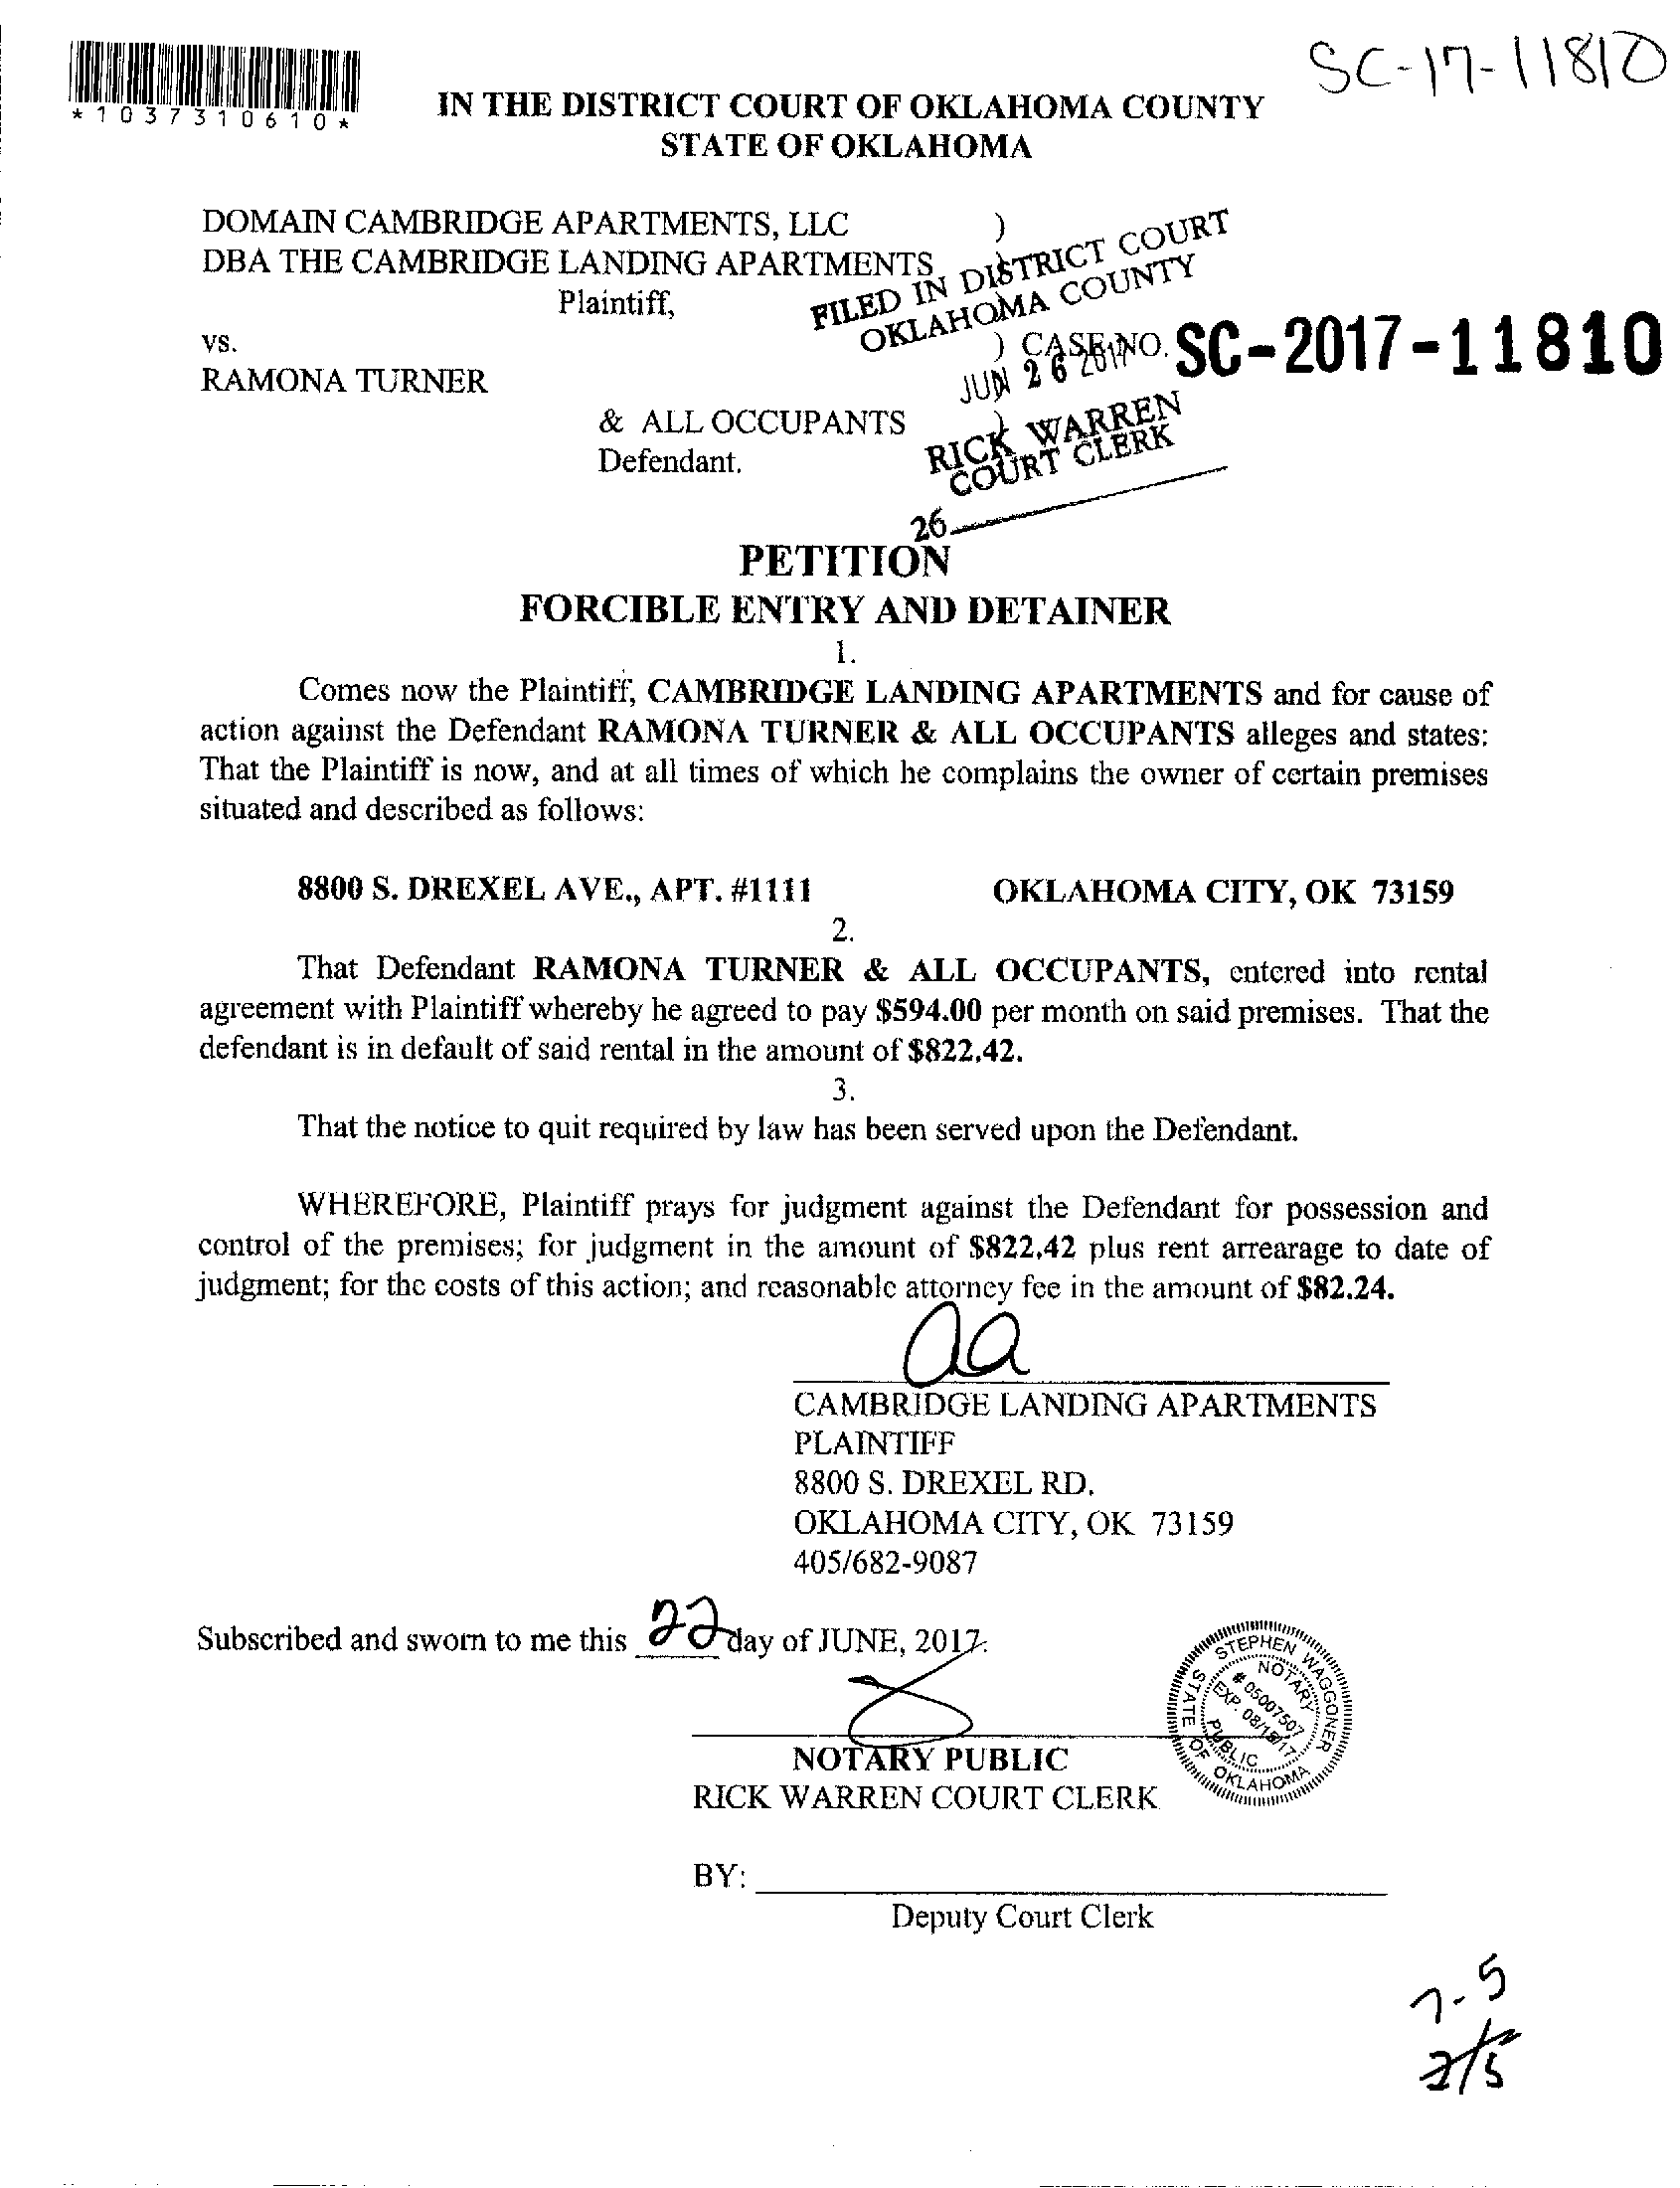 SC-17-11810
*1037310610*
IN THE DISTRICT COURT OF OKLAHOMA COUNTY
STATE OF OKLAHOMA
DOMAIN CAMBRIDGE APARTMENTS, LLC )
DBA THE CAMBRIDGE LANDING APARTMENTS
Plaintiff,
FILED IN DISTRICT COURT
OKLAHOMA COUNTY
vs. ) CASE NO. SC-2017-11810
JUN 26 2017
RAMONA TURNER
& ALL OCCUPANTS )
Defendant.
RICK WARREN
COURT CLERK
26
PETITION
FORCIBLE ENTRY AND DETAINER
1.
Comes now the Plaintiff, CAMBRIDGE LANDING APARTMENTS and for cause of
action against the Defendant RAMONA TURNER & ALL OCCUPANTS alleges and states:
That the Plaintiff is now, and at all times of which he complains the owner of certain premises
situated and described as follows:
8800 S. DREXEL AVE., APT. #1111 OKLAHOMA CITY, OK 73159
2.
That Defendant RAMONA TURNER & ALL OCCUPANTS, entered into rental
agreement with Plaintiff whereby he agreed to pay $594.00 per month on said premises. That the
defendant is in default of said rental in the amount of $822.42.
3.
That the notice to quit required by law has been served upon the Defendant.
WHEREFORE, Plaintiff prays for judgment against the Defendant for possession and
control of the premises; for judgment in the amount of $822.42 plus rent arrearage to date of
judgment; for the costs of this action; and reasonable attorney fee in the amount of $82.24.
CAMBRIDGE LANDING APARTMENTS
PLAINTIFF
8800 S. DREXEL RD.
OKLAHOMA CITY, OK 73159
405/682-9087
Subscribed and sworn to me this 22 day of JUNE, 2017.
STEPHEN WAGGONER
NOTARY PUBLIC
# 05007507
STATE OF OKLAHOMA
NOTARY PUBLIC
RICK WARREN COURT CLERK
BY:
Deputy Court Clerk
7-5